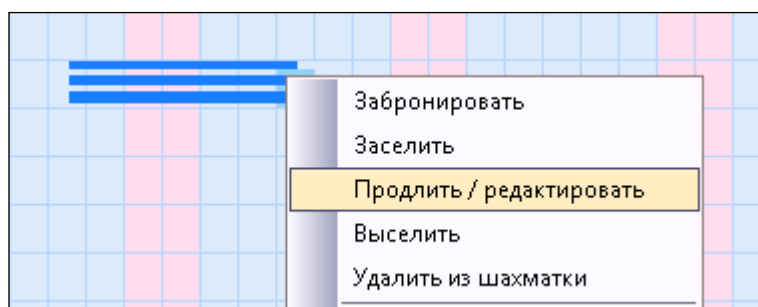 Забронировать
Заселить
Продлить / редактировать
Выселить
Удалить из шахматки